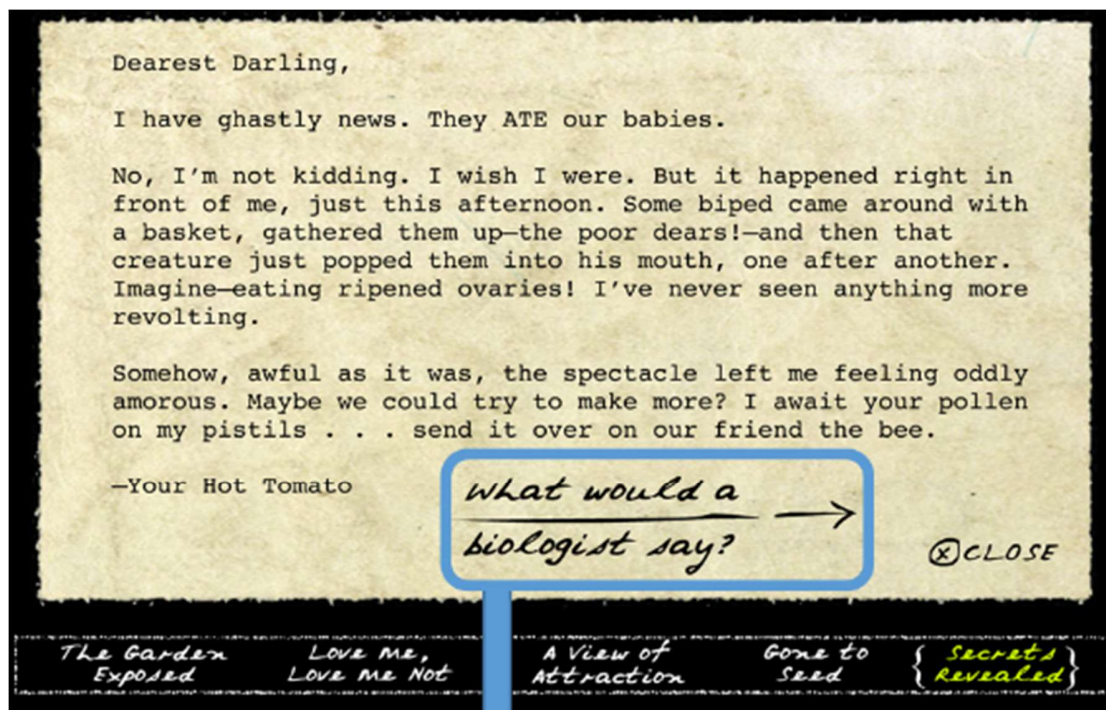 Dearest Darling,
I have ghastly news. They ATE our babies.
No, I'm not kidding. I wish I were. But it happened right in
front of me, just this afternoon. Some biped came around with
a basket, gathered them up—the poor dears!—and then that
creature just popped them into his mouth, one after another.
Imagine—eating ripened ovaries! I've never seen anything more
revolting.
Somehow, awful as it was, the spectacle left me feeling oddly
amorous. Maybe we could try to make more? I await your pollen
on my pistils . . . send it over on our friend the bee.
—Your Hot Tomato
What would a
biologist say?
CLOSE
The Garden
Exposed
Love Me,
Love Me Not
A View of
Attraction
Gone to
Seed
Secrets
Revealed